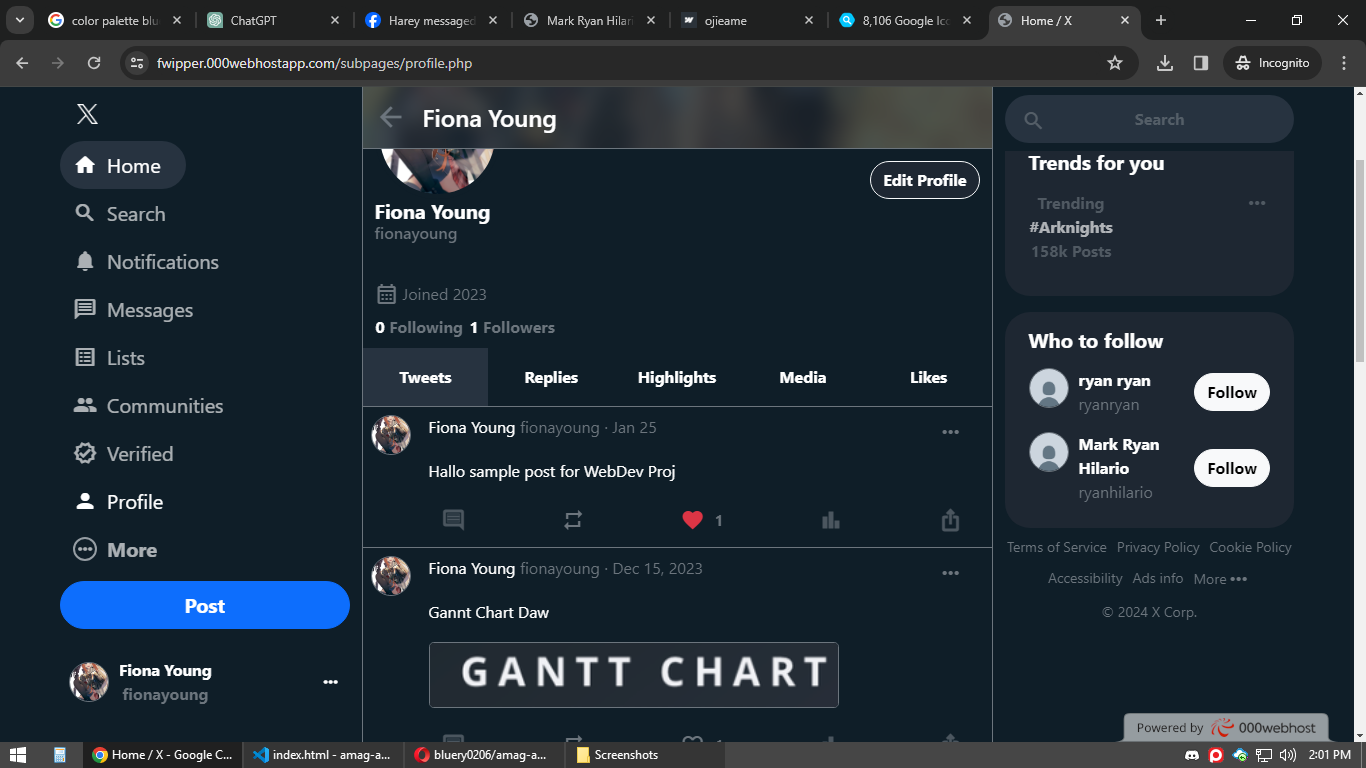 color palette blu
ChatGPT
Harey messaged
Mark Ryan Hilari
ojieame
8,106 Google Ico
Home / X
fwipper.000webhostapp.com/subpages/profile.php
Incognito
Home
Search
Notifications
Messages
Lists
Communities
Verified
Profile
More
Post
Fiona Young
fionayoung
Fiona Young
Edit Profile
Fiona Young
fionayoung
Joined 2023
0 Following 1 Followers
Tweets Replies Highlights Media Likes
Fiona Young fionayoung · Jan 25
Hallo sample post for WebDev Proj
1
Fiona Young fionayoung · Dec 15, 2023
Gannt Chart Daw
GANTT CHART
Search
Trends for you
Trending
#Arknights
158k Posts
Who to follow
ryan ryan
ryanryan
Follow
Mark Ryan
Hilario
ryanhilario
Follow
Terms of Service Privacy Policy Cookie Policy
Accessibility Ads info More
© 2024 X Corp.
Powered by 000webhost
Home / X - Google C...
index.html - amag-a...
bluery0206/amag-a...
Screenshots
2:01 PM